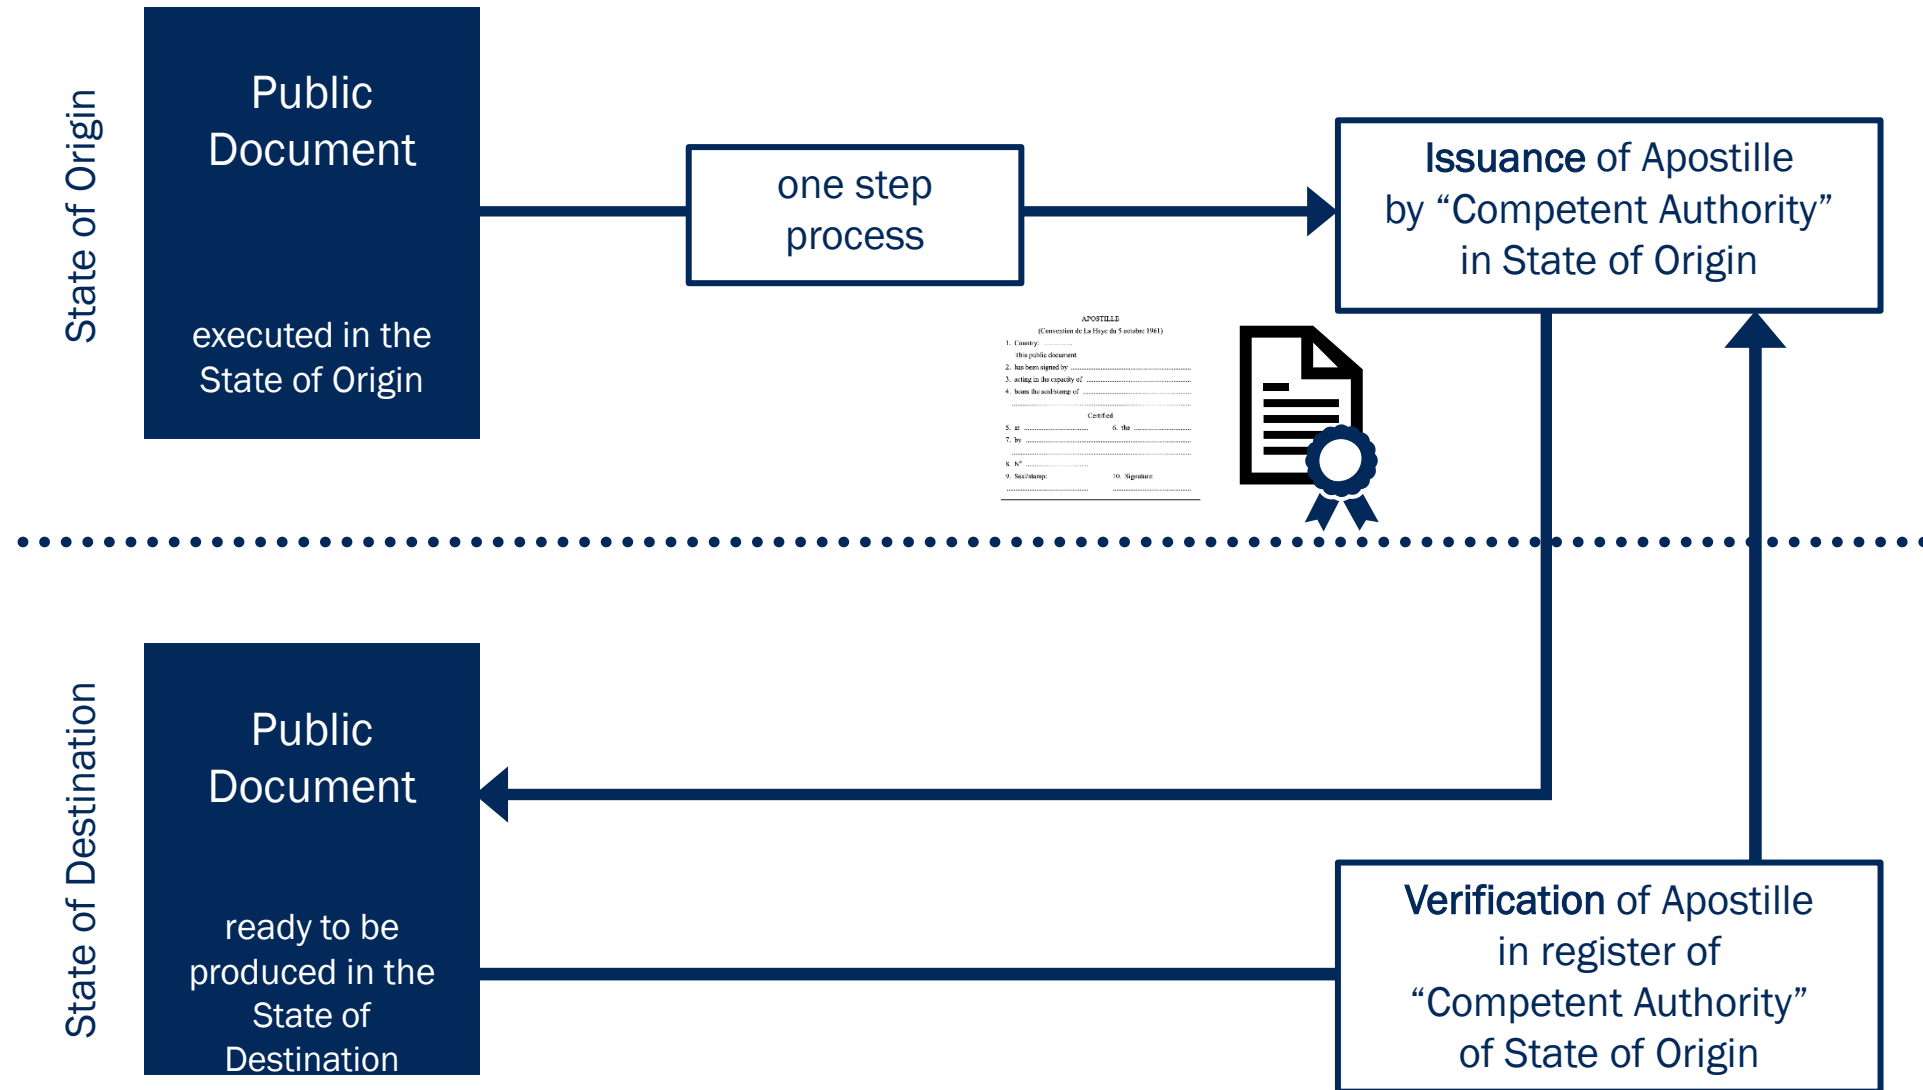 State of Origin
Public
Document
executed in the
State of Origin
one step
process
Issuance of Apostille
by “Competent Authority”
in State of Origin
APOSTILLE
(Convention de La Haye du 5 octobre 1961)
1. Country: ..............
This public document
2. has been signed by ..............
3. acting in the capacity of ..............
4. bears the seal/stamp of ..............
Certified
5. at .............. 6. the ..............
7. by ..............
8. N° ..............
9. Seal/stamp: 10. Signature:
State of Destination
Public
Document
ready to be
produced in the
State of
Destination
Verification of Apostille
in register of
“Competent Authority”
of State of Origin